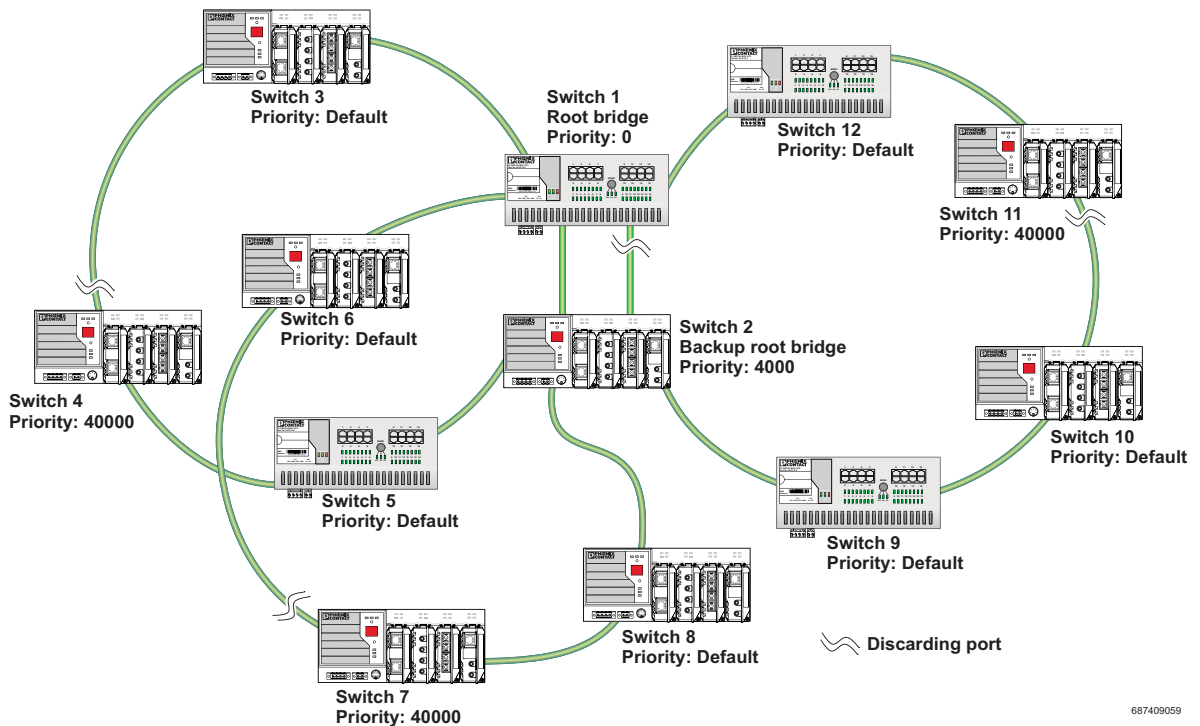 PHŒNIX
CONTACT
Switch 3
Priority: Default
Switch 1
Root bridge
Priority: 0
Switch 12
Priority: Default
Switch 11
Priority: 40000
Switch 6
Priority: Default
Switch 2
Backup root bridge
Priority: 4000
Switch 4
Priority: 40000
Switch 10
Priority: Default
Switch 5
Priority: Default
Switch 9
Priority: Default
Switch 8
Priority: Default
Discarding port
Switch 7
Priority: 40000
687409059